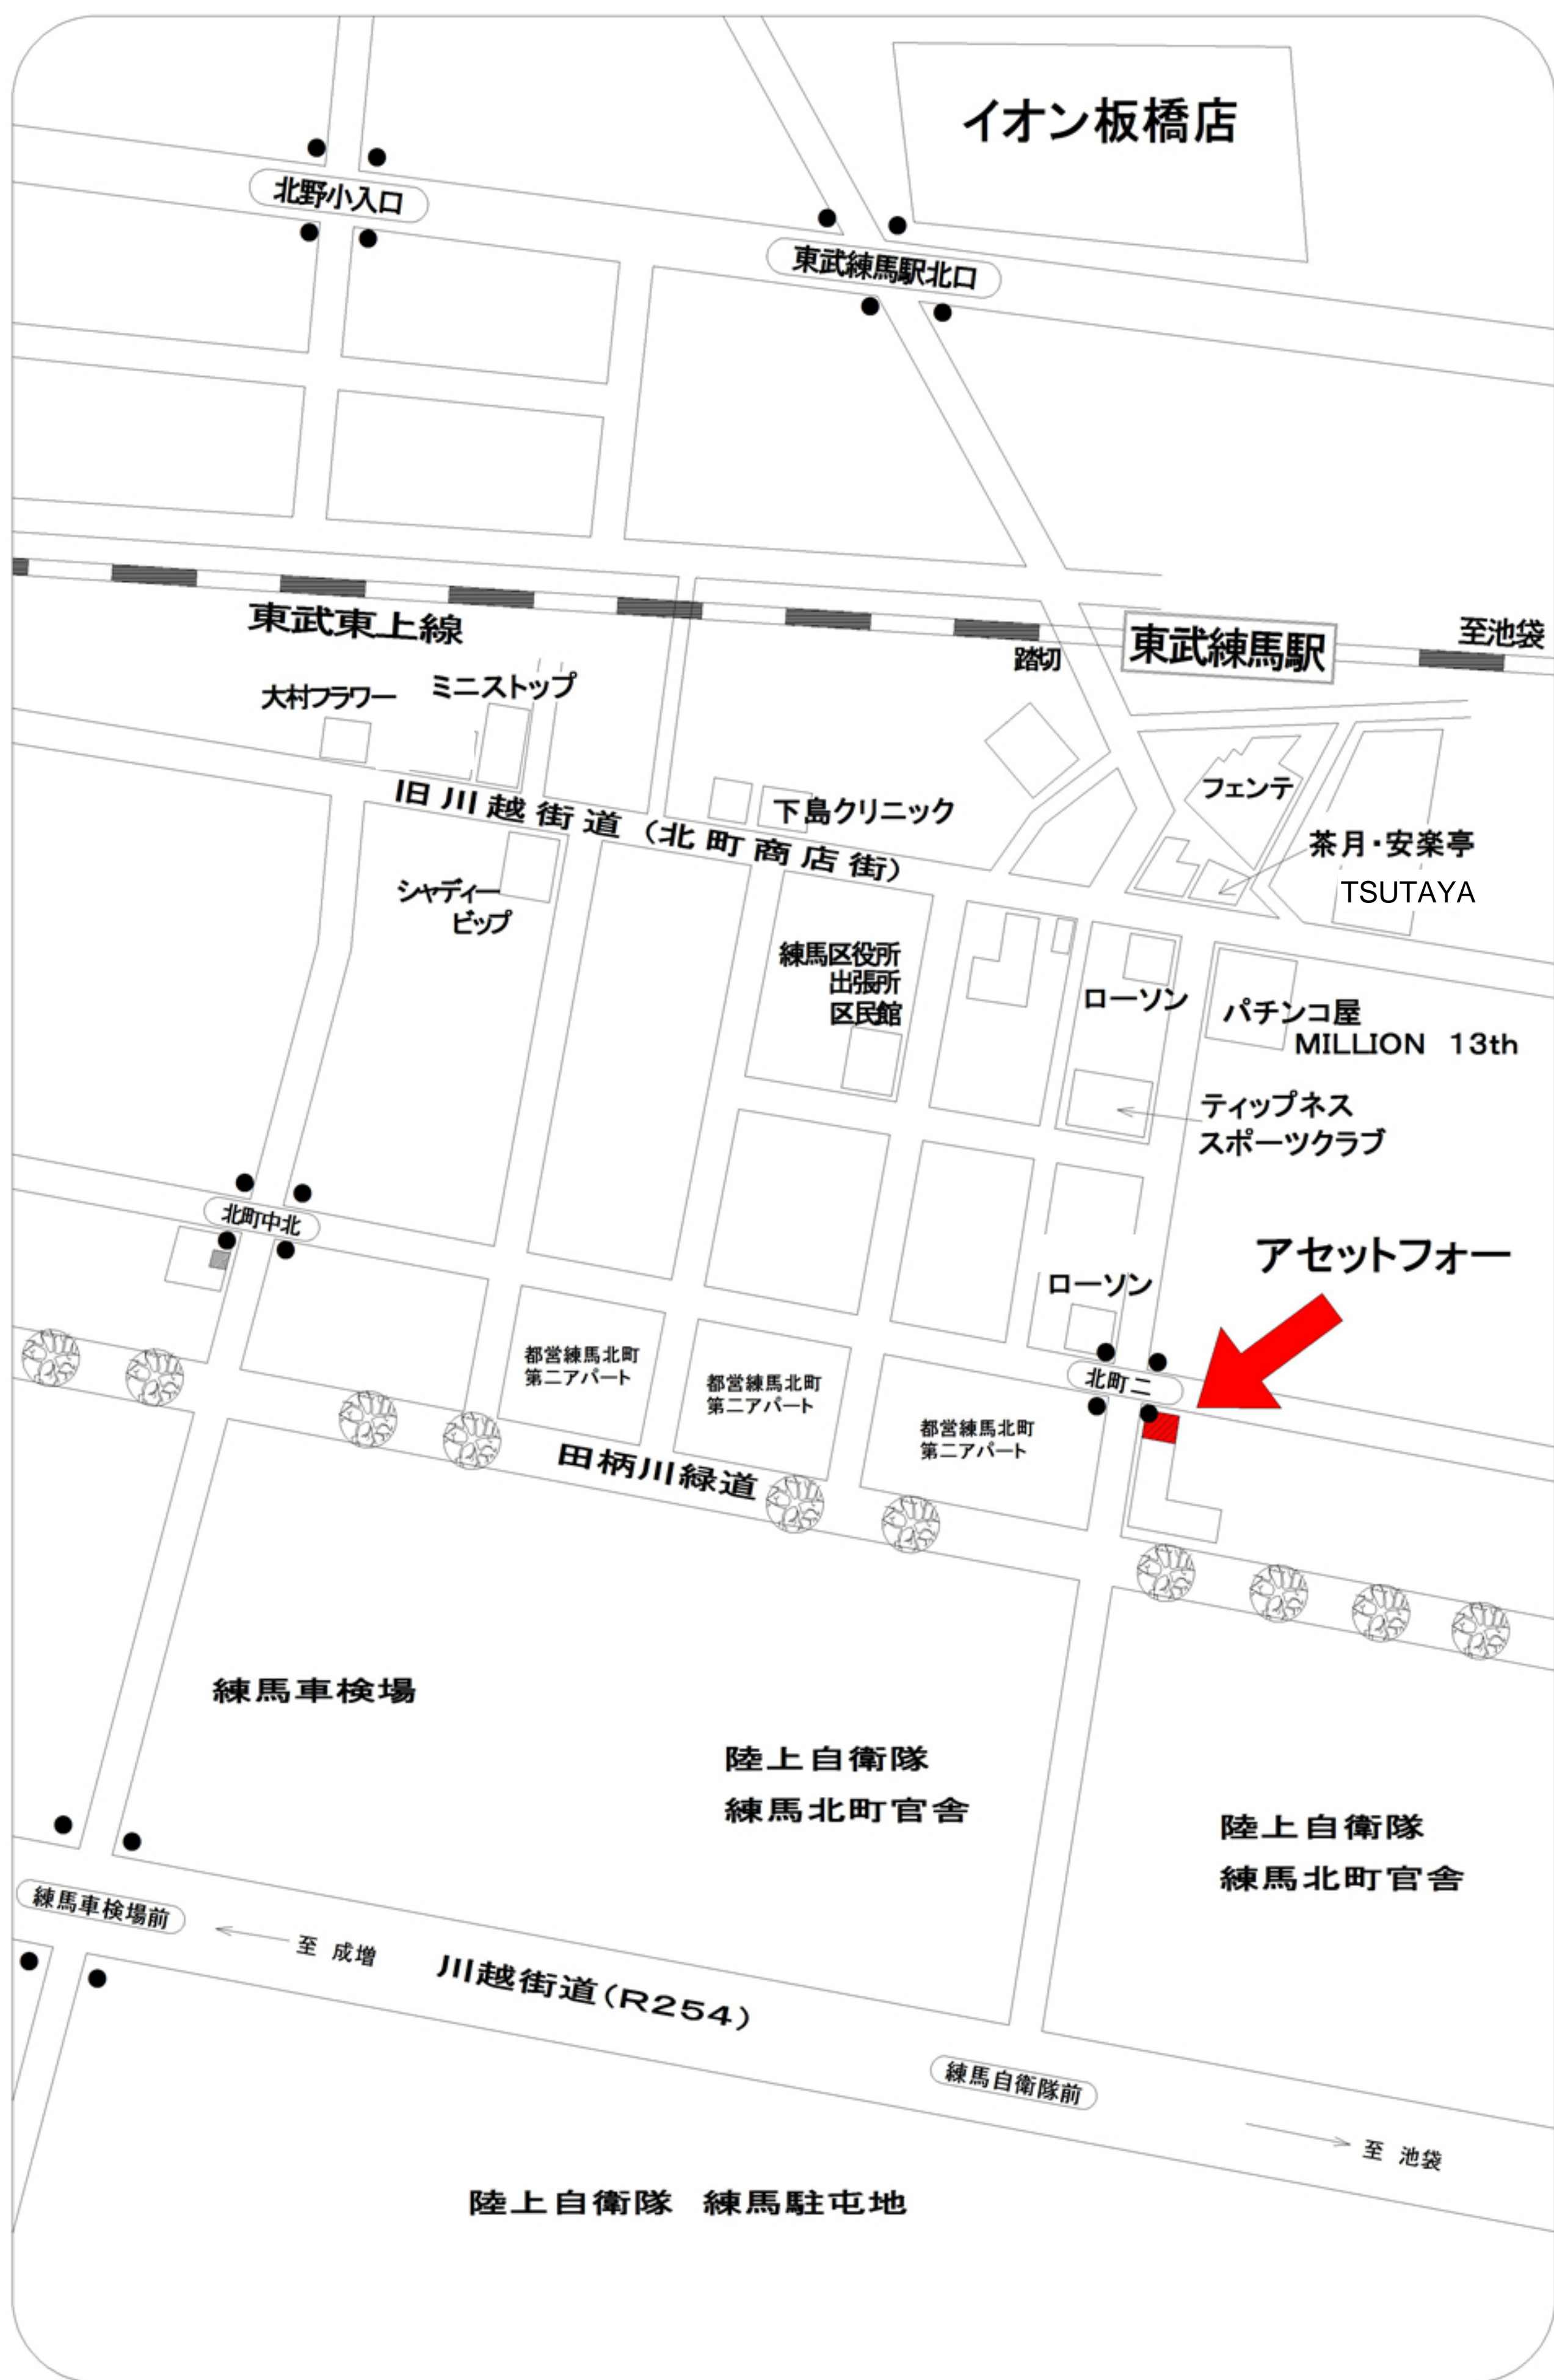 イオン板橋店
北野小入口
東武練馬駅北口
東武東上線
踏切
東武練馬駅
至池袋
大村フラワー
ミニストップ
フェンテ
旧川越街道（北町商店街）
下島クリニック
茶月・安楽亭
TSUTAYA
シャディー
ビップ
練馬区役所
出張所
区民館
ローソン
パチンコ屋
MILLION 13th
ティップネス
スポーツクラブ
北町中北
アセットフォー
ローソン
北町二
都営練馬北町
第二アパート
都営練馬北町
第二アパート
都営練馬北町
第二アパート
田柄川緑道
練馬車検場
陸上自衛隊
練馬北町官舎
陸上自衛隊
練馬北町官舎
練馬車検場前
至 成増
川越街道（R254）
練馬自衛隊前
至 池袋
陸上自衛隊 練馬駐屯地